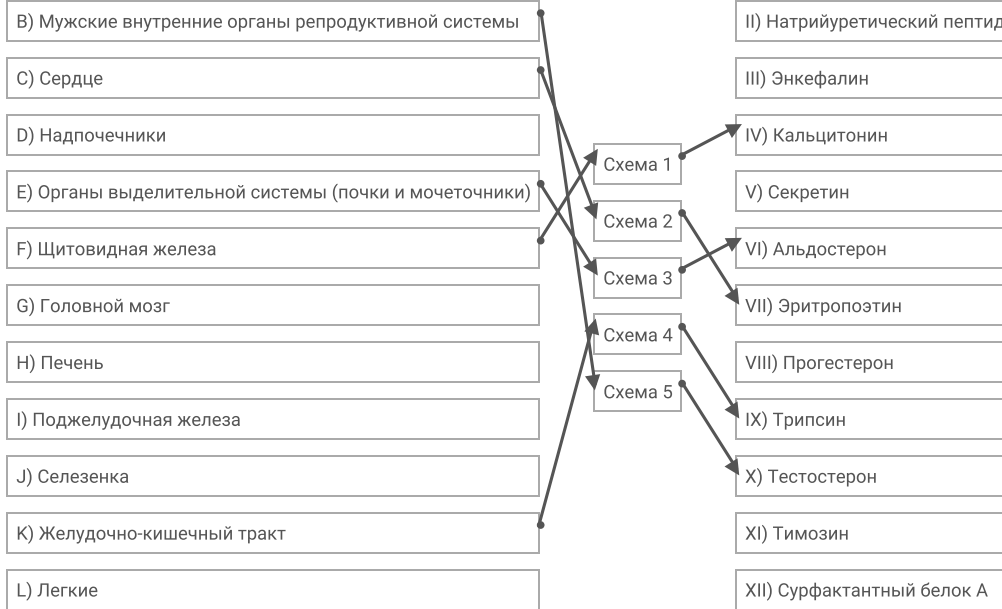 B) Мужские внутренние органы репродуктивной системы
C) Сердце
D) Надпочечники
E) Органы выделительной системы (почки и мочеточники)
F) Щитовидная железа
G) Головной мозг
H) Печень
I) Поджелудочная железа
J) Селезенка
K) Желудочно-кишечный тракт
L) Легкие
Схема 1
Схема 2
Схема 3
Схема 4
Схема 5
II) Натрийуретический пептид
III) Энкефалин
IV) Кальцитонин
V) Секретин
VI) Альдостерон
VII) Эритропоэтин
VIII) Прогестерон
IX) Трипсин
X) Тестостерон
XI) Тимозин
XII) Сурфактантный белок А